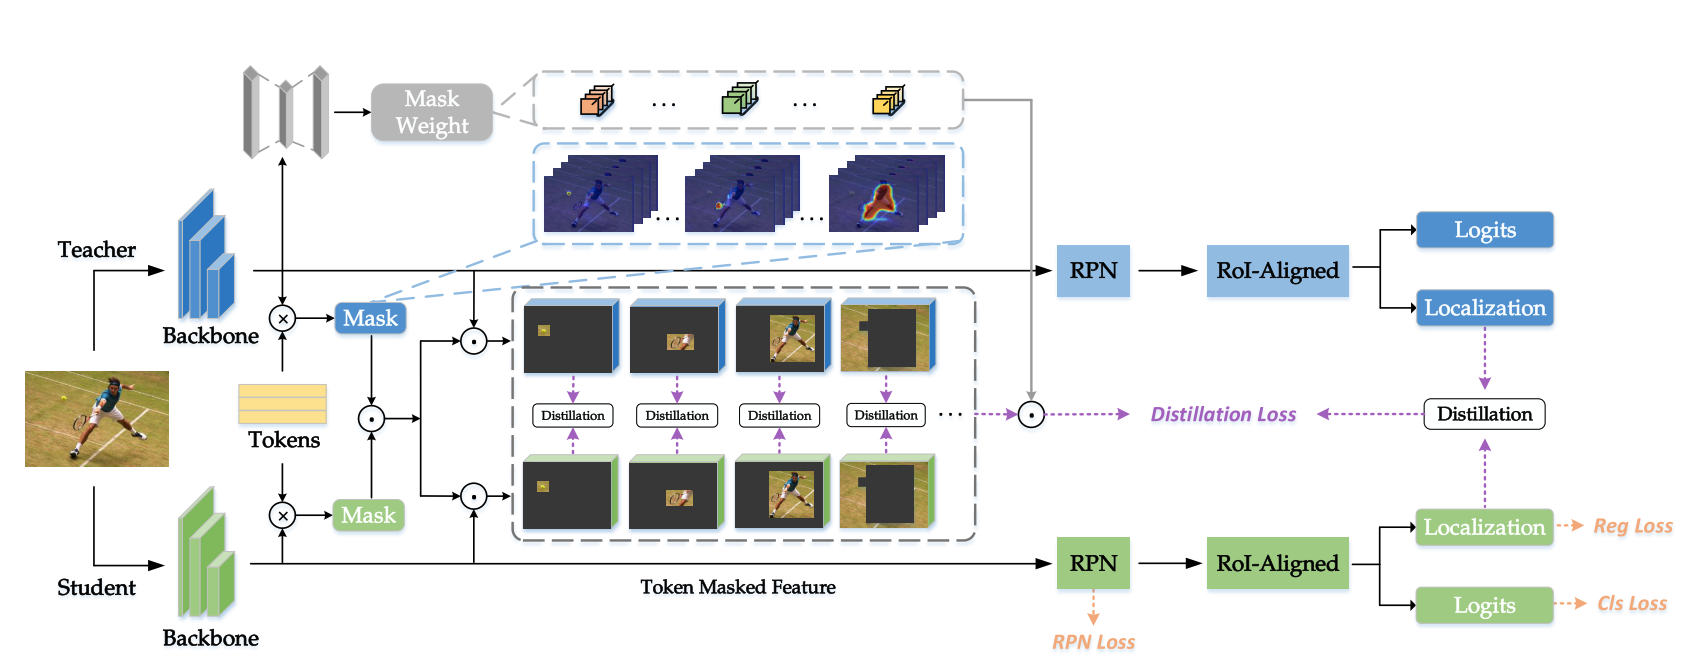 Mask
Weight
Teacher
Backbone
Mask
Tokens
Mask
Student
Backbone
Distillation
Distillation
Distillation
Distillation
Token Masked Feature
RPN
RoI-Aligned
Logits
Localization
Distillation Loss
Distillation
RPN
RoI-Aligned
Localization
Reg Loss
Logits
Cls Loss
RPN Loss